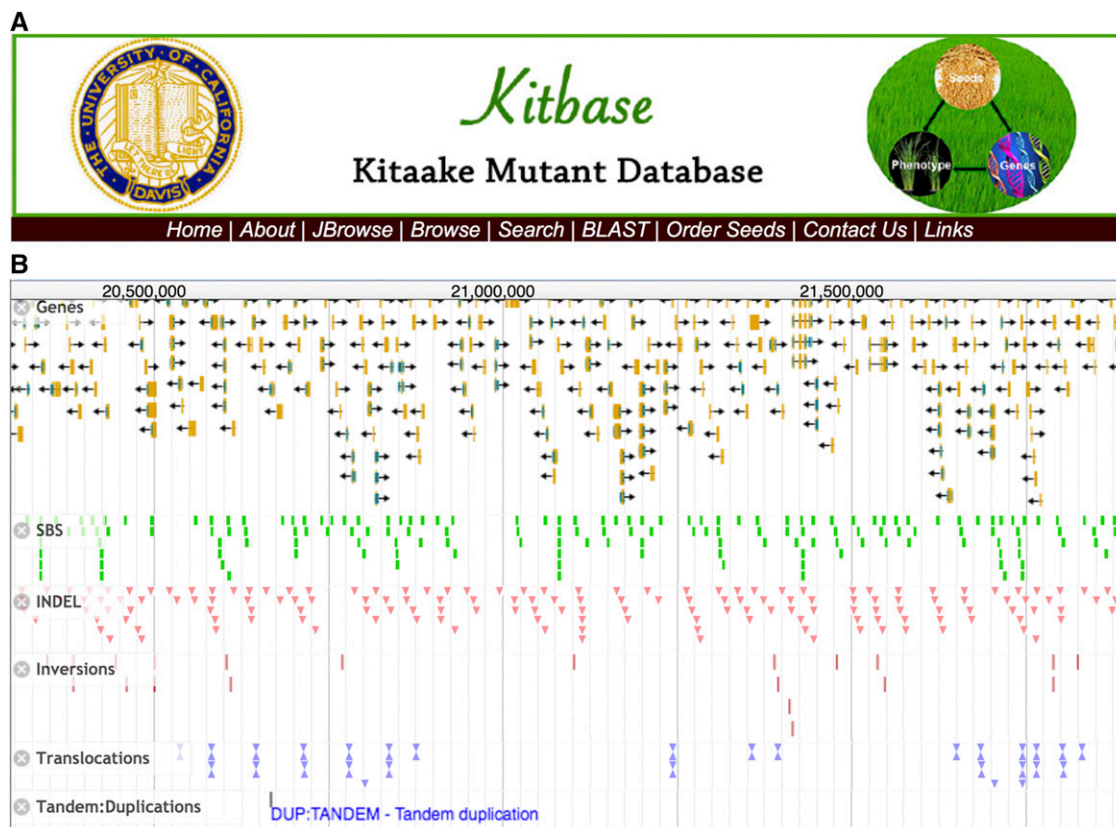 A
THE UNIVERSITY OF CALIFORNIA
LET THERE BE LIGHT
DAVIS
Kitbase
Kitaake Mutant Database
Seeds
Phenotype
Genes
Home | About | JBrowse | Browse | Search | BLAST | Order Seeds | Contact Us | Links
B
20,500,000 21,000,000 21,500,000
Genes
SBS
INDEL
Inversions
Translocations
Tandem:Duplications
DUP:TANDEM - Tandem duplication